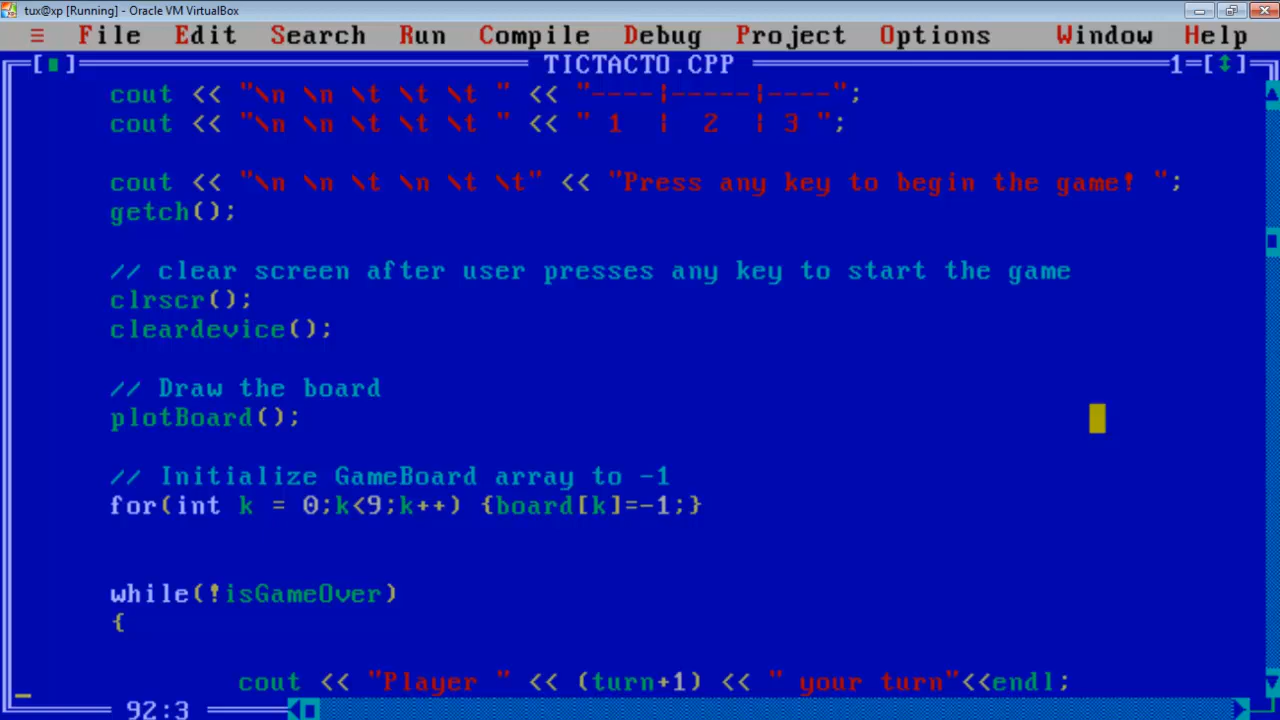 tux@xp [Running] - Oracle VM VirtualBox
≡ File Edit Search Run Compile Debug Project Options Window Help
[■] TICTACTO.CPP 1=[↕]
cout << "\n \n \t \t \t " << "----|-----|----";
cout << "\n \n \t \t \t " << " 1  |  2  | 3 ";
cout << "\n \n \t \n \t \t" << "Press any key to begin the game! ";
getch();
// clear screen after user presses any key to start the game
clrscr();
cleardevice();
// Draw the board
plotBoard();
// Initialize GameBoard array to -1
for(int k = 0;k<9;k++) {board[k]=-1;}
while(!isGameOver)
{
cout << "Player " << (turn+1) << " your turn"<<endl;
92:3